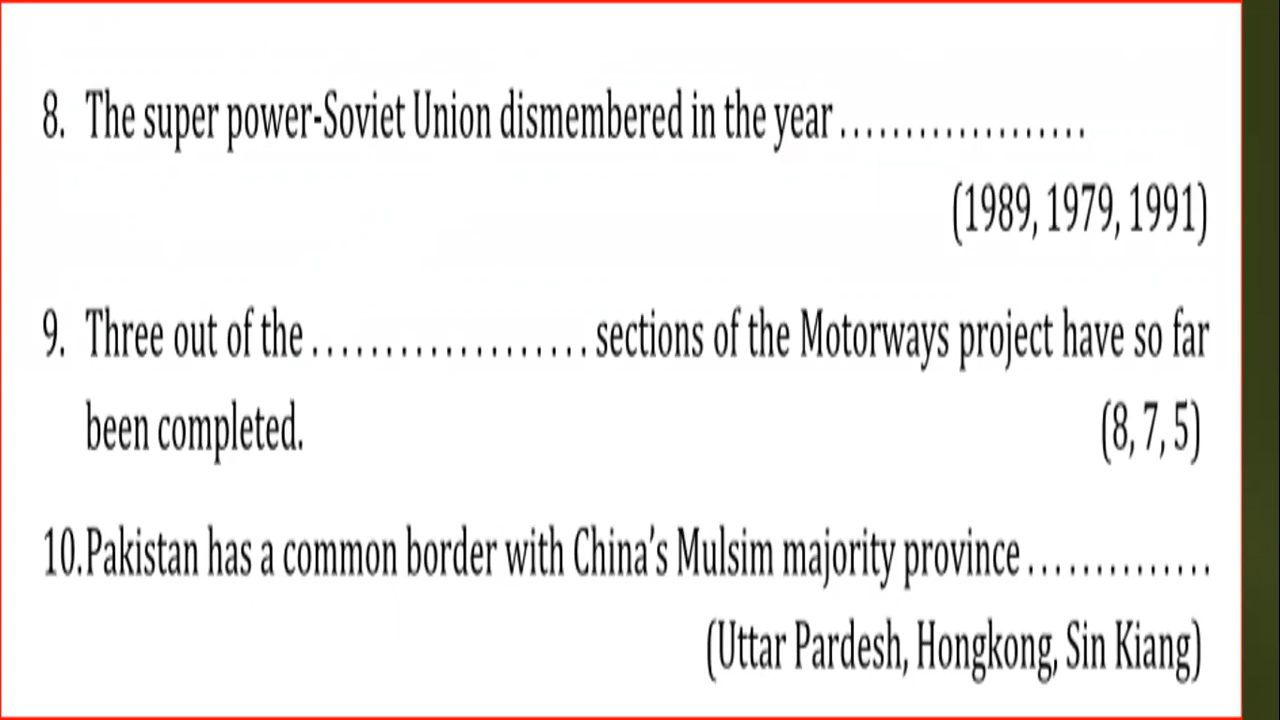 8. The super power-Soviet Union dismembered in the year ...................
(1989, 1979, 1991)
9. Three out of the ................... sections of the Motorways project have so far
been completed. (8, 7, 5)
10.Pakistan has a common border with China's Mulsim majority province ..............
(Uttar Pardesh, Hongkong, Sin Kiang)